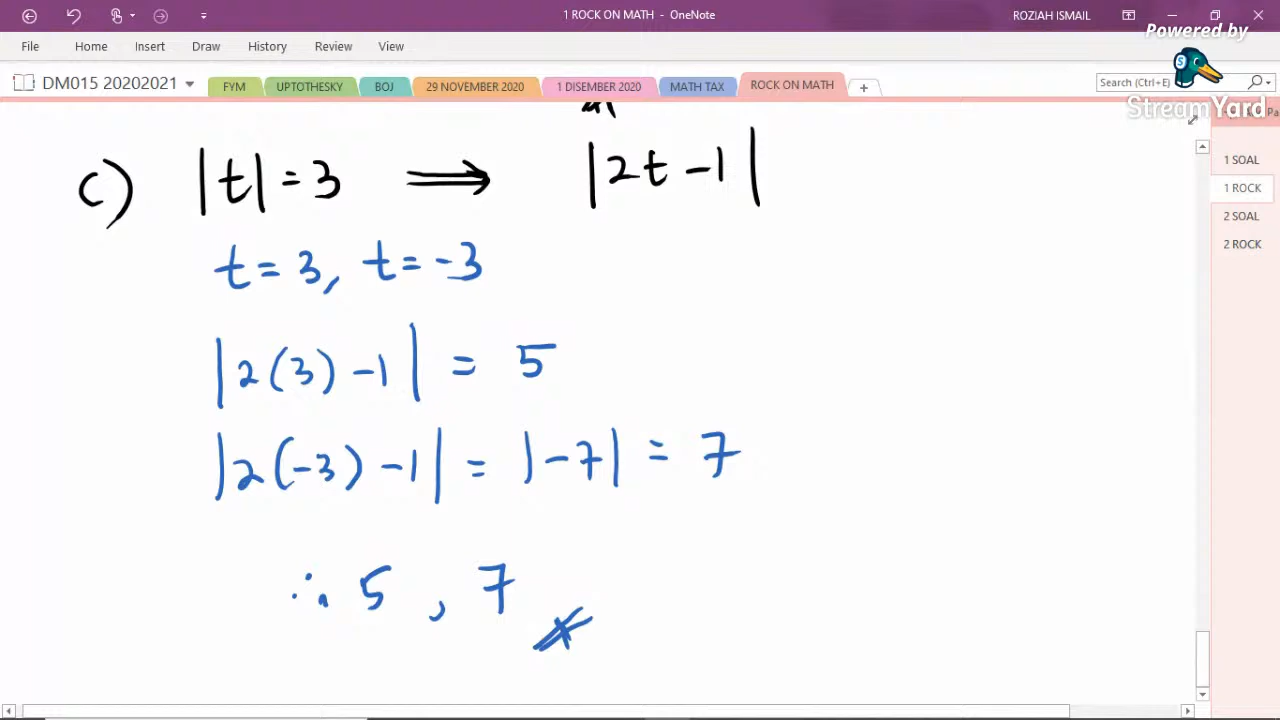 1 ROCK ON MATH - OneNote
ROZIAH ISMAIL
Powered by
File Home Insert Draw History Review View
DM015 20202021
FYM UPTOTHESKY BOJ 29 NOVEMBER 2020 1 DISEMBER 2020 MATH TAX ROCK ON MATH +
Search (Ctrl+E)
StreamYard
1 SOAL
1 ROCK
2 SOAL
2 ROCK
c) |t| = 3 ⟹ |2t - 1|
t = 3, t = -3
|2(3) - 1| = 5
|2(-3) - 1| = |-7| = 7
∴ 5, 7